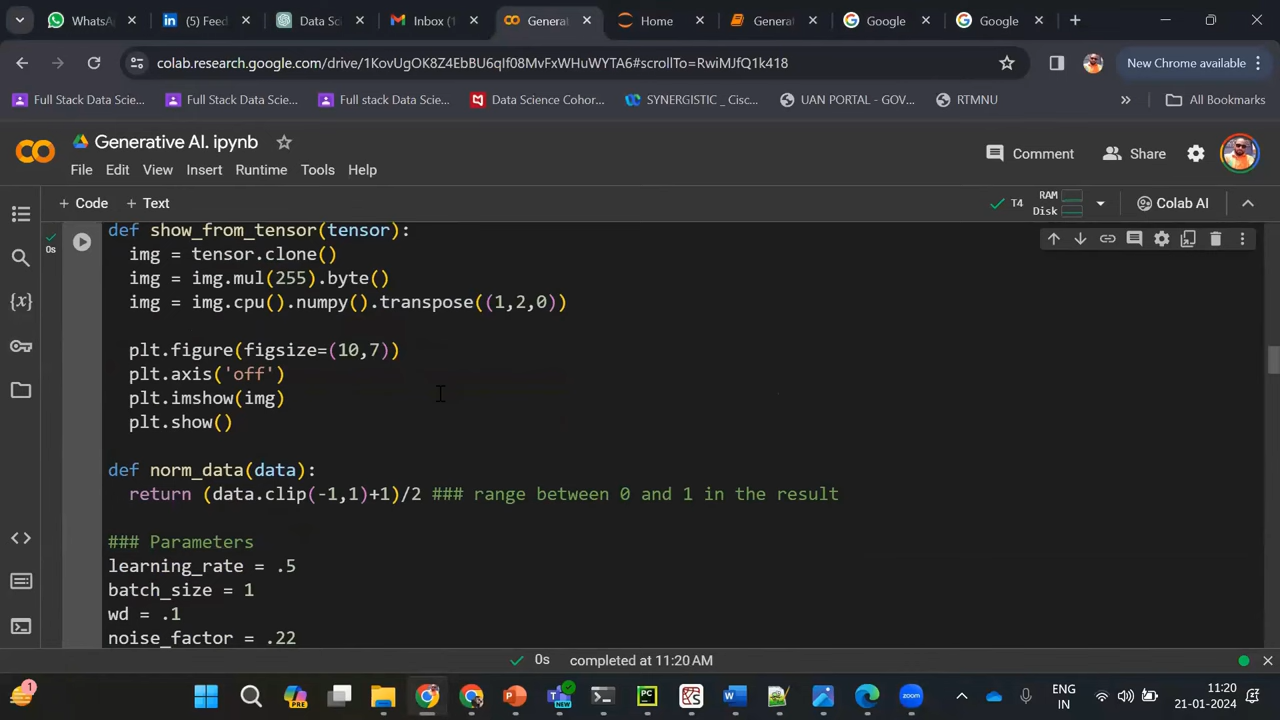 WhatsA
(5) Feed
Data Sci
Inbox (1
Generat
Home
Genera
Google
Google
colab.research.google.com/drive/1KovUgOK8Z4EbBU6qIf08MvFxWHuWYTA6#scrollTo=RwiMJfQ1k418
New Chrome available
Full Stack Data Scie...
Full Stack Data Scie...
Full stack Data Scie...
Data Science Cohor...
SYNERGISTIC _ Cisc...
UAN PORTAL - GOV...
RTMNU
All Bookmarks
Generative AI. ipynb
Comment
Share
File Edit View Insert Runtime Tools Help
+ Code + Text
T4
RAM
Disk
Colab AI
0s
def show_from_tensor(tensor):
img = tensor.clone()
img = img.mul(255).byte()
img = img.cpu().numpy().transpose((1,2,0))
plt.figure(figsize=(10,7))
plt.axis('off')
plt.imshow(img)
plt.show()
def norm_data(data):
return (data.clip(-1,1)+1)/2 ### range between 0 and 1 in the result
### Parameters
learning_rate = .5
batch_size = 1
wd = .1
noise_factor = .22
0s completed at 11:20 AM
1
PRE
NEW
PC
zoom
ENG
IN
11:20
21-01-2024